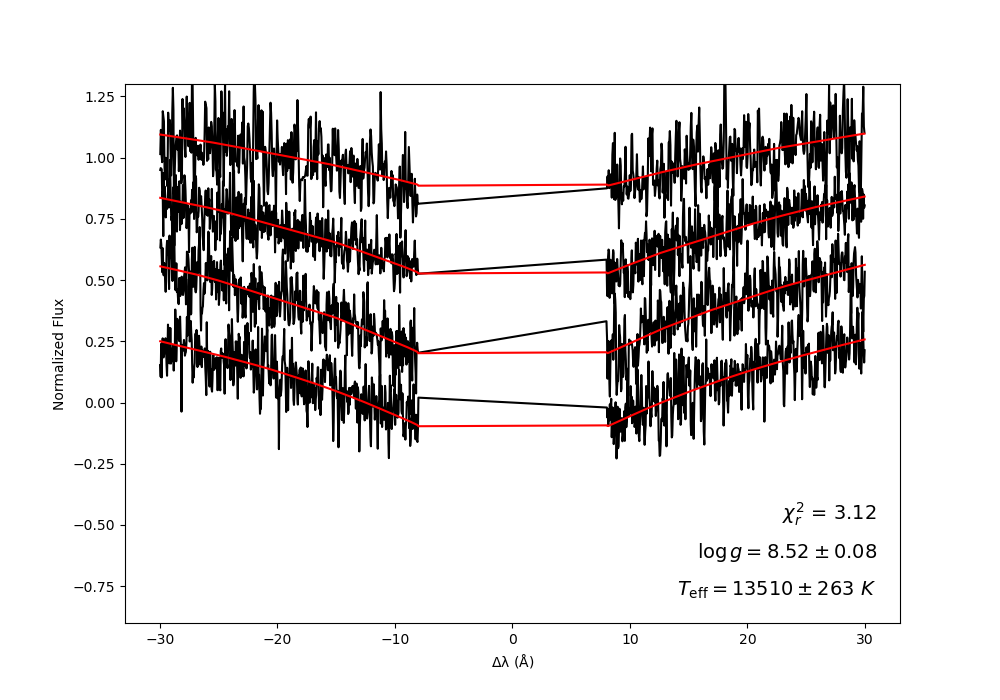 Normalized Flux
1.25
1.00
0.75
0.50
0.25
0.00
−0.25
−0.50
−0.75
χ²ᵣ = 3.12
log g = 8.52 ± 0.08
T_eff = 13510 ± 263 K
−30 −20 −10 0 10 20 30
Δλ (Å)